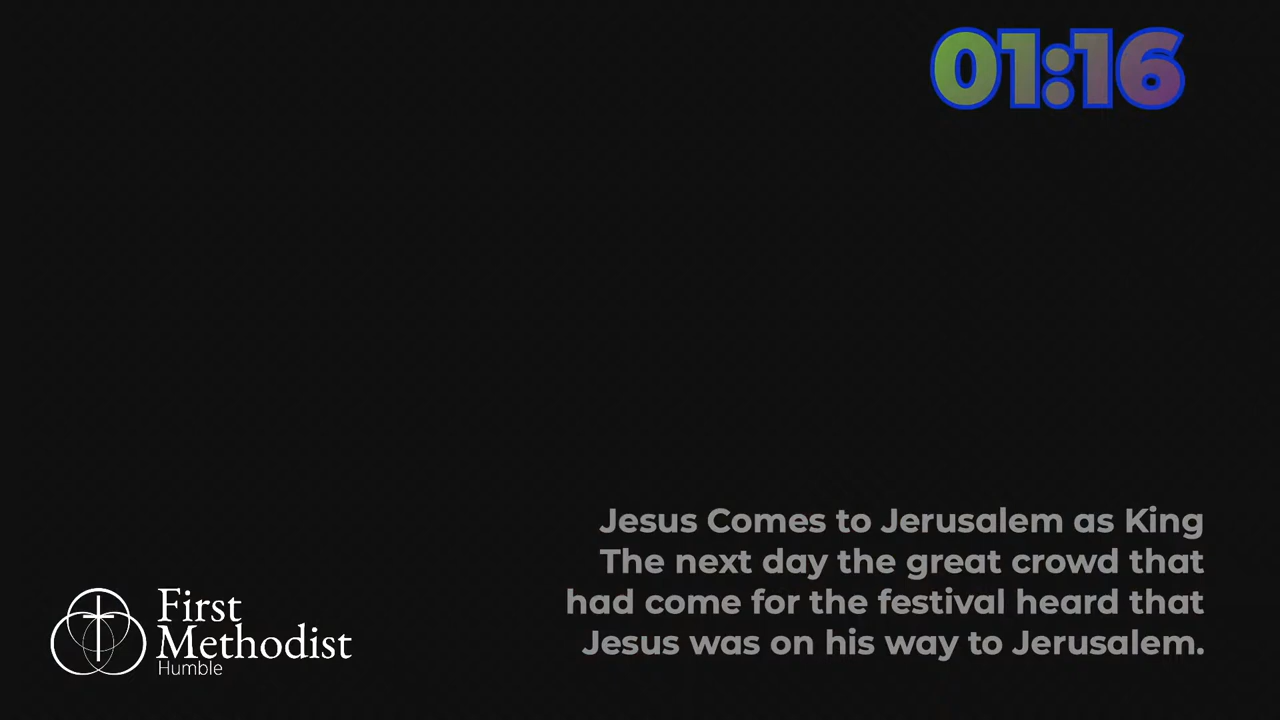 01:16
Jesus Comes to Jerusalem as King
The next day the great crowd that
had come for the festival heard that
Jesus was on his way to Jerusalem.
First
Methodist
Humble